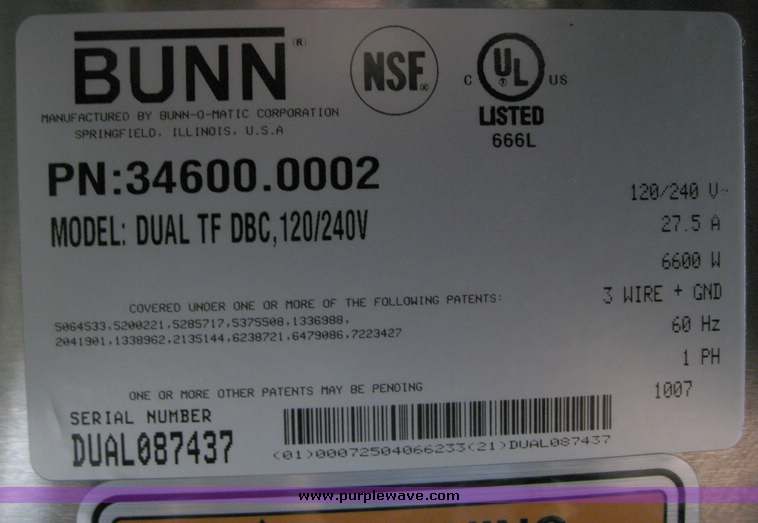 BUNN®
NSF®
C UL US
®
LISTED
666L
MANUFACTURED BY BUNN-O-MATIC CORPORATION
SPRINGFIELD, ILLINOIS, U.S.A
PN:34600.0002
MODEL: DUAL TF DBC,120/240V
120/240 V~
27.5 A
6600 W
3 WIRE + GND
60 Hz
1 PH
1007
COVERED UNDER ONE OR MORE OF THE FOLLOWING PATENTS:
5064533,5200221,5285717,5375508,1336988,
2041901,1338962,2135144,6238721,6479086,7223427
ONE OR MORE OTHER PATENTS MAY BE PENDING
SERIAL NUMBER
DUAL087437
(01)00072504066233(21)DUAL087437
www.purplewave.com